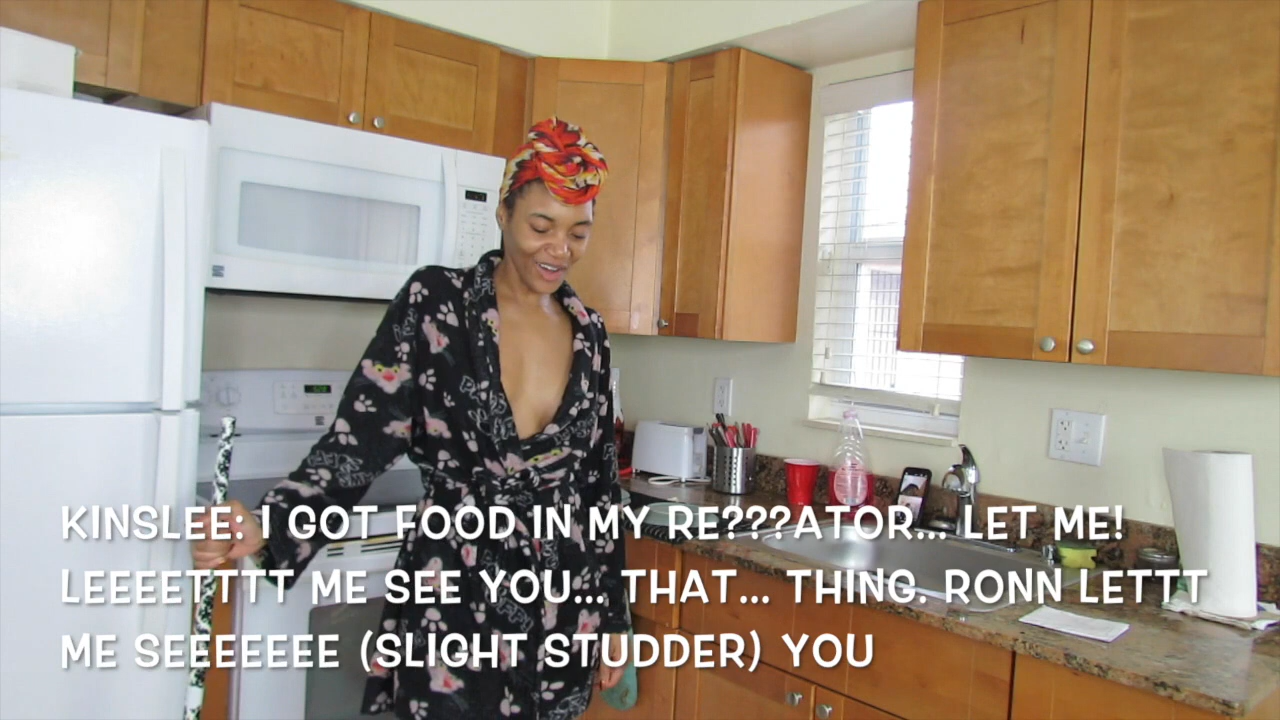 KINSLEE: I GOT FOOD IN MY RE???ATOR... LET ME!
LEEEETTTT ME SEE YOU... THAT... THING. RONN LETTT
ME SEEEEEEE (SLIGHT STUDDER) YOU